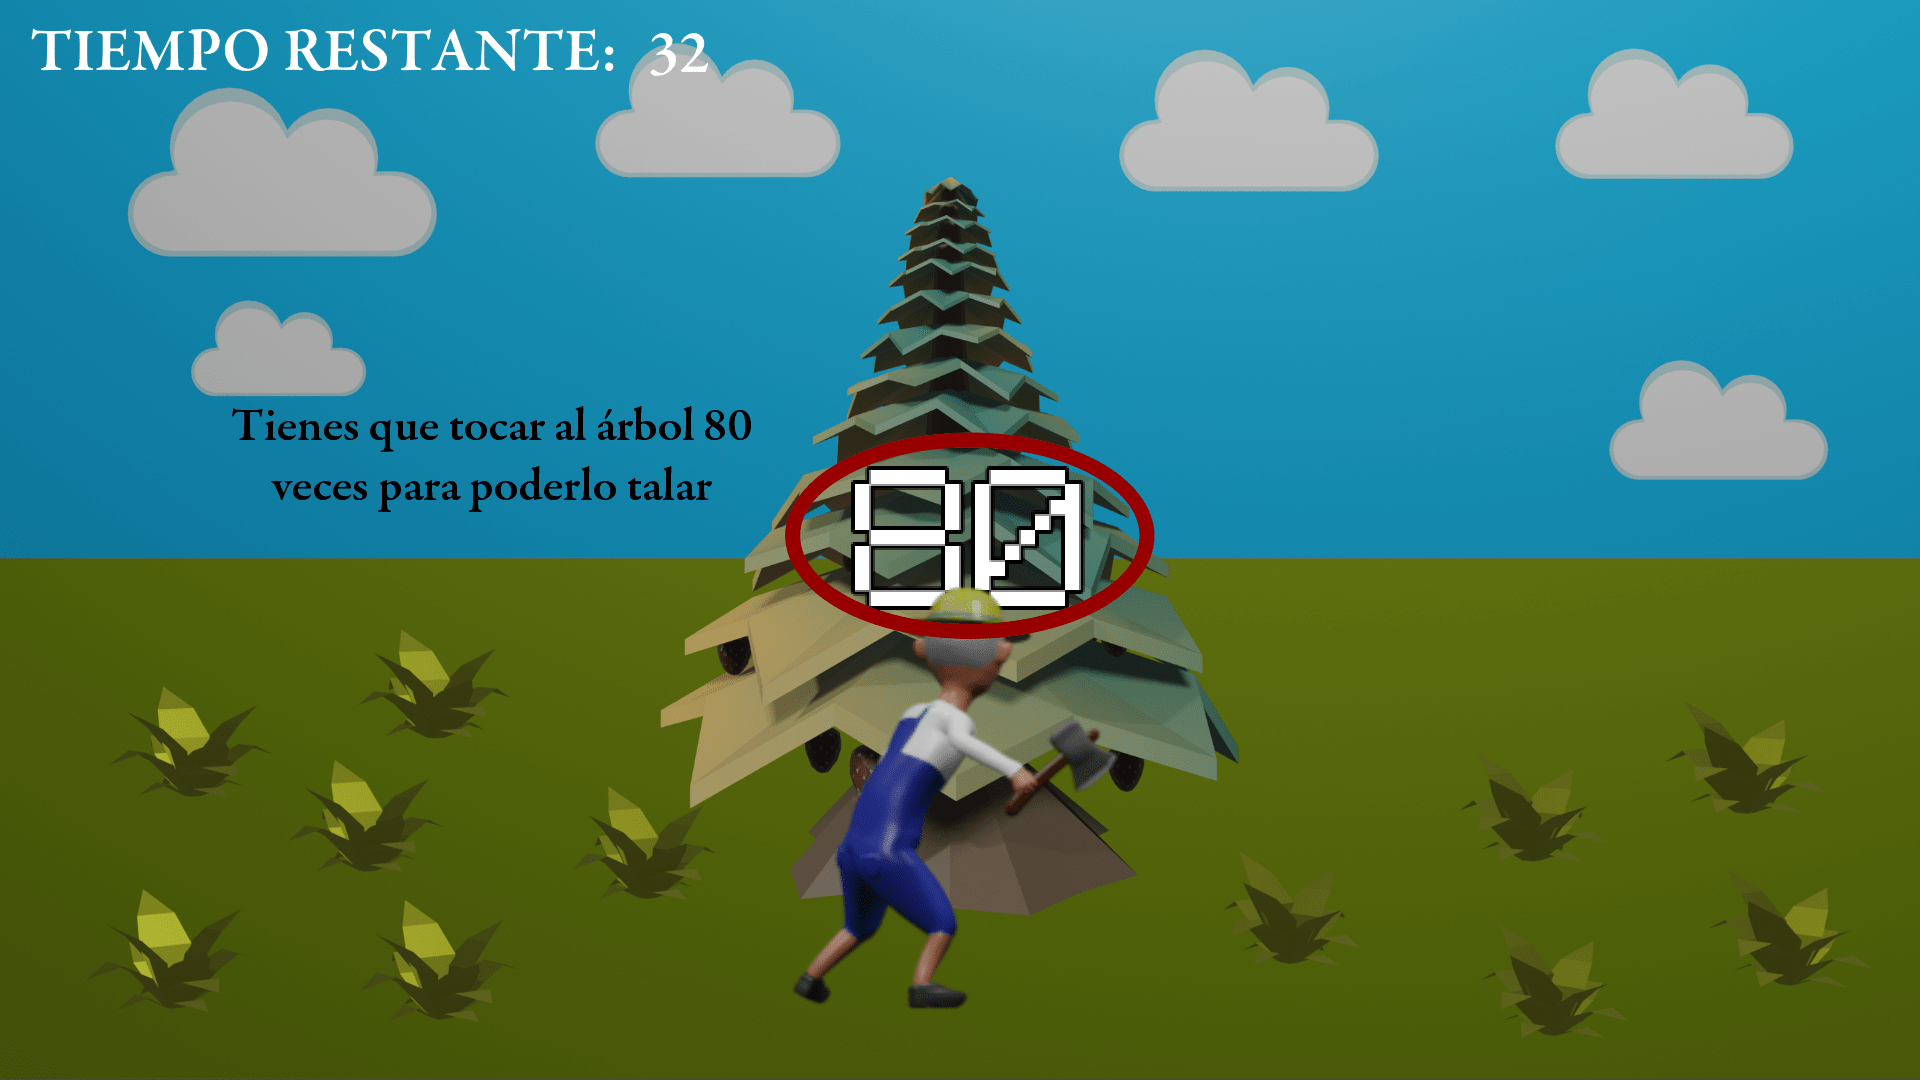 TIEMPO RESTANTE: 32
Tienes que tocar al árbol 80
veces para poderlo talar
80